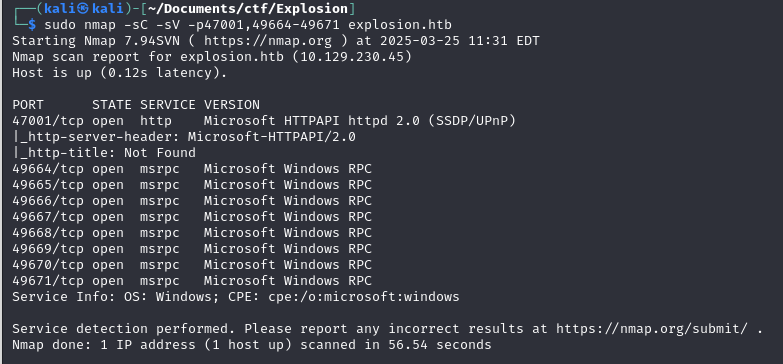 ┌──(kali㉿kali)-[~/Documents/ctf/Explosion]
└─$ sudo nmap -sC -sV -p47001,49664-49671 explosion.htb
Starting Nmap 7.94SVN ( https://nmap.org ) at 2025-03-25 11:31 EDT
Nmap scan report for explosion.htb (10.129.230.45)
Host is up (0.12s latency).

PORT      STATE SERVICE VERSION
47001/tcp open  http    Microsoft HTTPAPI httpd 2.0 (SSDP/UPnP)
|_http-server-header: Microsoft-HTTPAPI/2.0
|_http-title: Not Found
49664/tcp open  msrpc   Microsoft Windows RPC
49665/tcp open  msrpc   Microsoft Windows RPC
49666/tcp open  msrpc   Microsoft Windows RPC
49667/tcp open  msrpc   Microsoft Windows RPC
49668/tcp open  msrpc   Microsoft Windows RPC
49669/tcp open  msrpc   Microsoft Windows RPC
49670/tcp open  msrpc   Microsoft Windows RPC
49671/tcp open  msrpc   Microsoft Windows RPC
Service Info: OS: Windows; CPE: cpe:/o:microsoft:windows

Service detection performed. Please report any incorrect results at https://nmap.org/submit/ .
Nmap done: 1 IP address (1 host up) scanned in 56.54 seconds